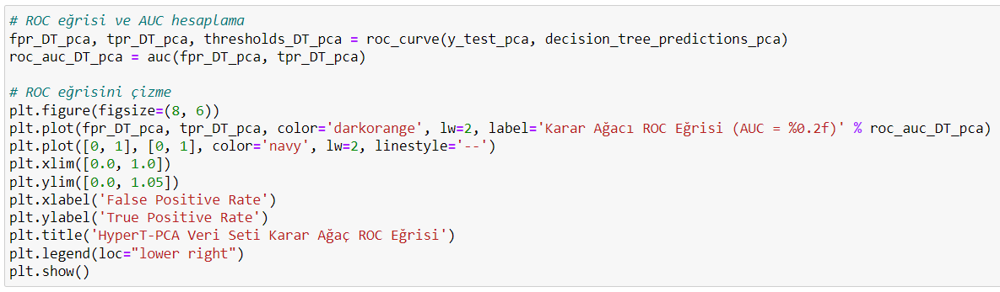 # ROC eğrisi ve AUC hesaplama
fpr_DT_pca, tpr_DT_pca, thresholds_DT_pca = roc_curve(y_test_pca, decision_tree_predictions_pca)
roc_auc_DT_pca = auc(fpr_DT_pca, tpr_DT_pca)

# ROC eğrisini çizme
plt.figure(figsize=(8, 6))
plt.plot(fpr_DT_pca, tpr_DT_pca, color='darkorange', lw=2, label='Karar Ağacı ROC Eğrisi (AUC = %0.2f)' % roc_auc_DT_pca)
plt.plot([0, 1], [0, 1], color='navy', lw=2, linestyle='--')
plt.xlim([0.0, 1.0])
plt.ylim([0.0, 1.05])
plt.xlabel('False Positive Rate')
plt.ylabel('True Positive Rate')
plt.title('HyperT-PCA Veri Seti Karar Ağaç ROC Eğrisi')
plt.legend(loc="lower right")
plt.show()